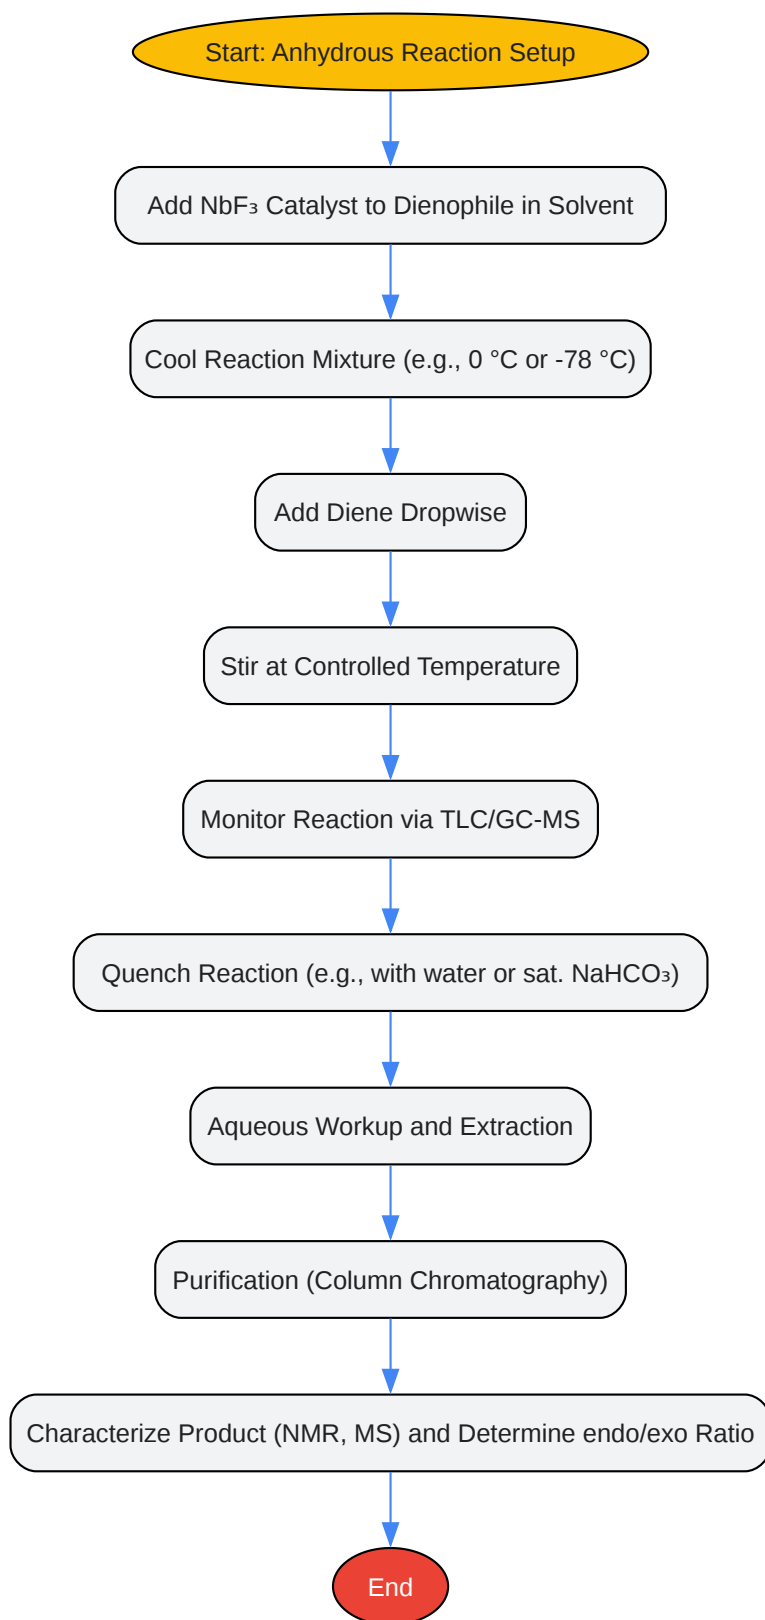 Start: Anhydrous Reaction Setup
Add NbF₃ Catalyst to Dienophile in Solvent
Cool Reaction Mixture (e.g., 0 °C or -78 °C)
Add Diene Dropwise
Stir at Controlled Temperature
Monitor Reaction via TLC/GC-MS
Quench Reaction (e.g., with water or sat. NaHCO₃)
Aqueous Workup and Extraction
Purification (Column Chromatography)
Characterize Product (NMR, MS) and Determine endo/exo Ratio
End